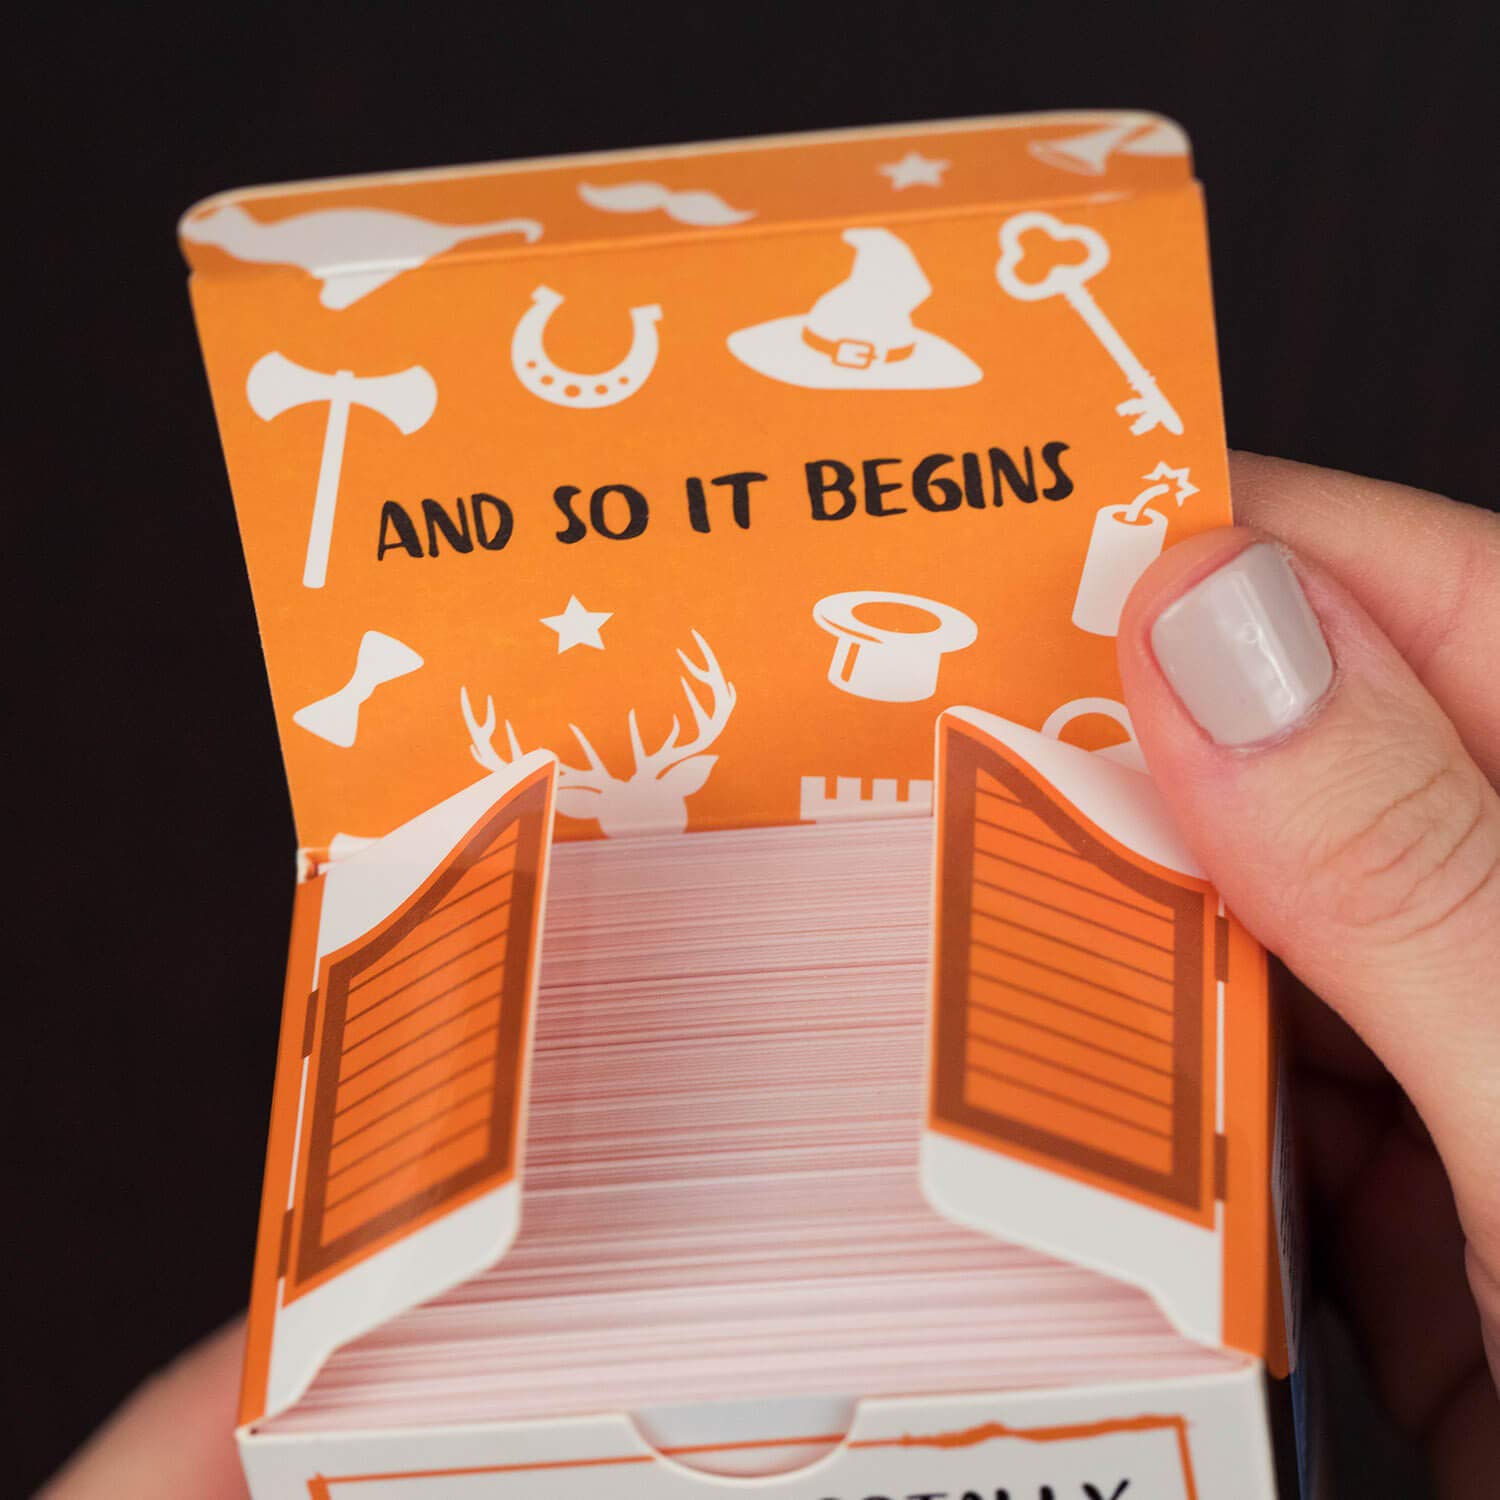 AND SO IT BEGINS